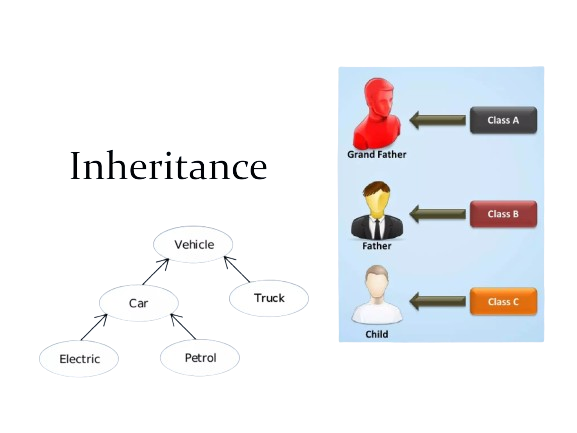 Inheritance
Vehicle
Car
Truck
Electric
Petrol
Class A
Grand Father
Class B
Father
Class C
Child